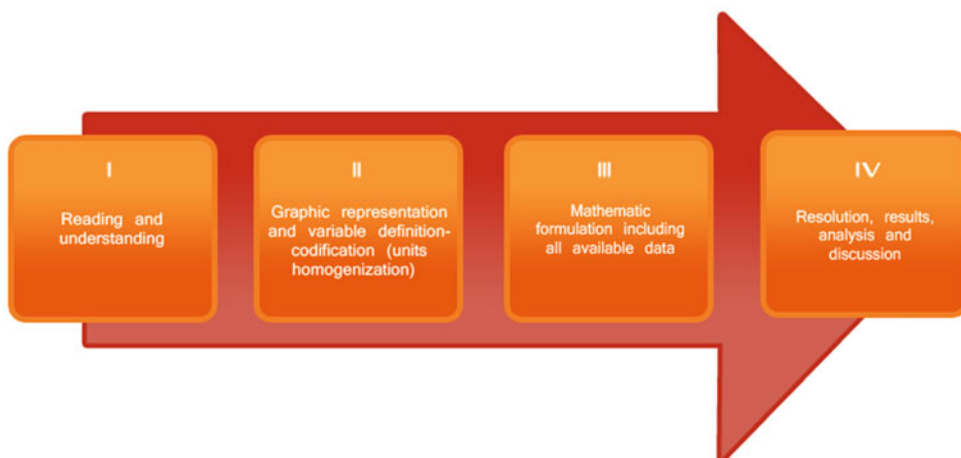 I
Reading and
understanding
II
Graphic representation
and variable definition-
codification (units
homogenization)
III
Mathematic
formulation including
all available data
IV
Resolution, results,
analysis and
discussion